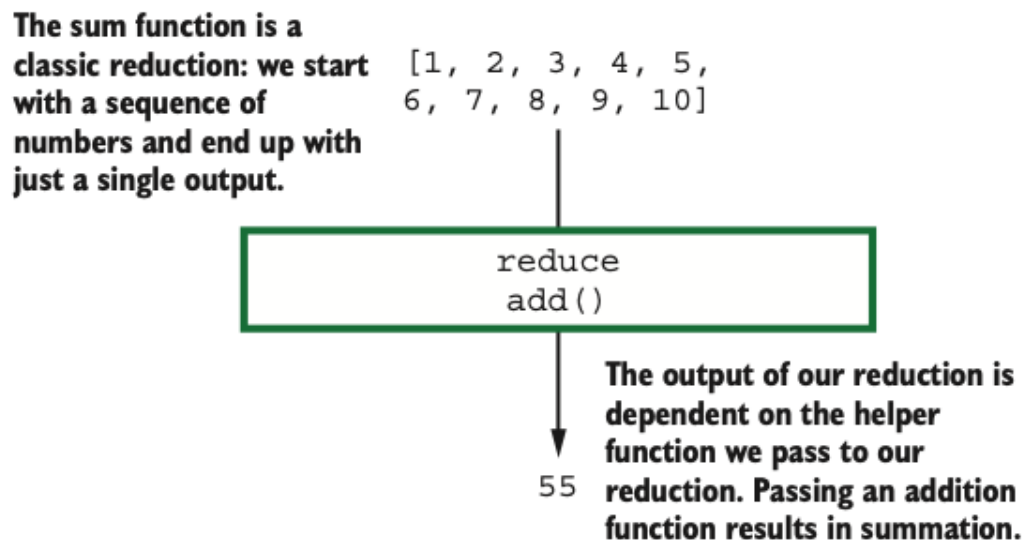 The sum function is a
classic reduction: we start
with a sequence of
numbers and end up with
just a single output.
[1, 2, 3, 4, 5,
6, 7, 8, 9, 10]
reduce
add()
55
The output of our reduction is
dependent on the helper
function we pass to our
reduction. Passing an addition
function results in summation.